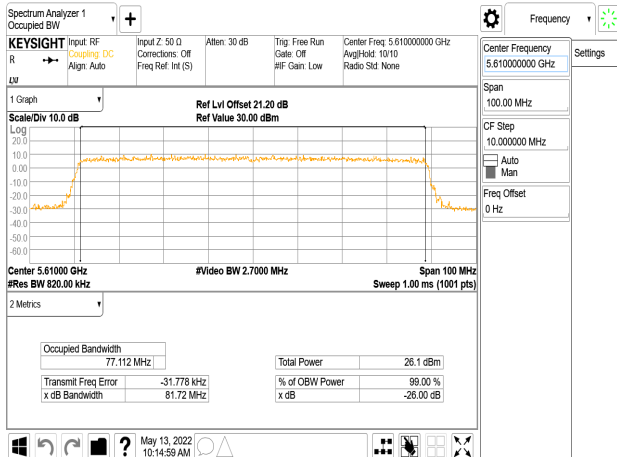 Spectrum Analyzer 1
Occupied BW
Frequency
KEYSIGHT
R
LXI
Input: RF
Coupling: DC
Align: Auto
Input Z: 50 Ω
Corrections: Off
Freq Ref: Int (S)
Atten: 30 dB
Trig: Free Run
Gate: Off
#IF Gain: Low
Center Freq: 5.610000000 GHz
Avg|Hold: 10/10
Radio Std: None
Center Frequency
5.610000000 GHz
Settings
Span
100.00 MHz
CF Step
10.000000 MHz
Auto
Man
Freq Offset
0 Hz
1 Graph
Scale/Div 10.0 dB
Ref Lvl Offset 21.20 dB
Ref Value 30.00 dBm
Log
20.0
10.0
0.00
-10.0
-20.0
-30.0
-40.0
-50.0
-60.0
Center 5.61000 GHz
#Video BW 2.7000 MHz
Span 100 MHz
#Res BW 820.00 kHz
Sweep 1.00 ms (1001 pts)
2 Metrics
Occupied Bandwidth
77.112 MHz
Total Power 26.1 dBm
Transmit Freq Error -31.778 kHz
% of OBW Power 99.00 %
x dB Bandwidth 81.72 MHz
x dB -26.00 dB
?
May 13, 2022
10:14:59 AM